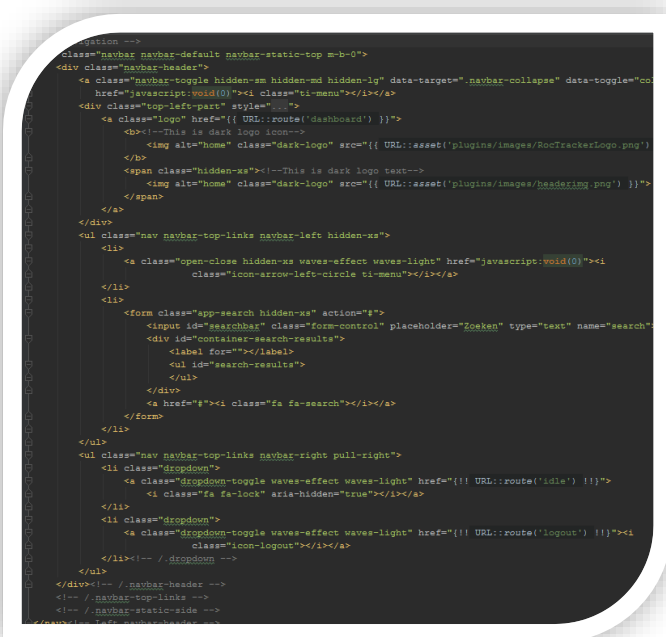 igation -->
class="navbar navbar-default navbar-static-top m-b-0">
<div class="navbar-header">
<a class="navbar-toggle hidden-sm hidden-md hidden-lg" data-target=".navbar-collapse" data-toggle="col
href="javascript:void(0)"><i class="ti-menu"></i></a>
<div class="top-left-part" style="...">
<a class="logo" href="{{ URL::route('dashboard') }}">
<b><!--This is dark logo icon-->
<img alt="home" class="dark-logo" src="{{ URL::asset('plugins/images/RocTrackerLogo.png')
</b>
<span class="hidden-xs"><!--This is dark logo text-->
<img alt="home" class="dark-logo" src="{{ URL::asset('plugins/images/headerimg.png') }}">
</span>
</a>
</div>
<ul class="nav navbar-top-links navbar-left hidden-xs">
<li>
<a class="open-close hidden-xs waves-effect waves-light" href="javascript:void(0)"><i
class="icon-arrow-left-circle ti-menu"></i></a>
</li>
<li>
<form class="app-search hidden-xs" action="#">
<input id="searchbar" class="form-control" placeholder="Zoeken" type="text" name="search">
<div id="container-search-results">
<label for=""></label>
<ul id="search-results">
</ul>
</div>
<a href="#"><i class="fa fa-search"></i></a>
</form>
</li>
</ul>
<ul class="nav navbar-top-links navbar-right pull-right">
<li class="dropdown">
<a class="dropdown-toggle waves-effect waves-light" href="{!! URL::route('idle') !!}">
<i class="fa fa-lock" aria-hidden="true"></i></a>
</li>
<li class="dropdown">
<a class="dropdown-toggle waves-effect waves-light" href="{!! URL::route('logout') !!}"><i
class="icon-logout"></i></a>
</li><!-- /.dropdown -->
</ul>
</div><!-- /.navbar-header -->
<!-- /.navbar-top-links -->
<!-- /.navbar-static-side -->
</nav><!-- Left navbar-header -->